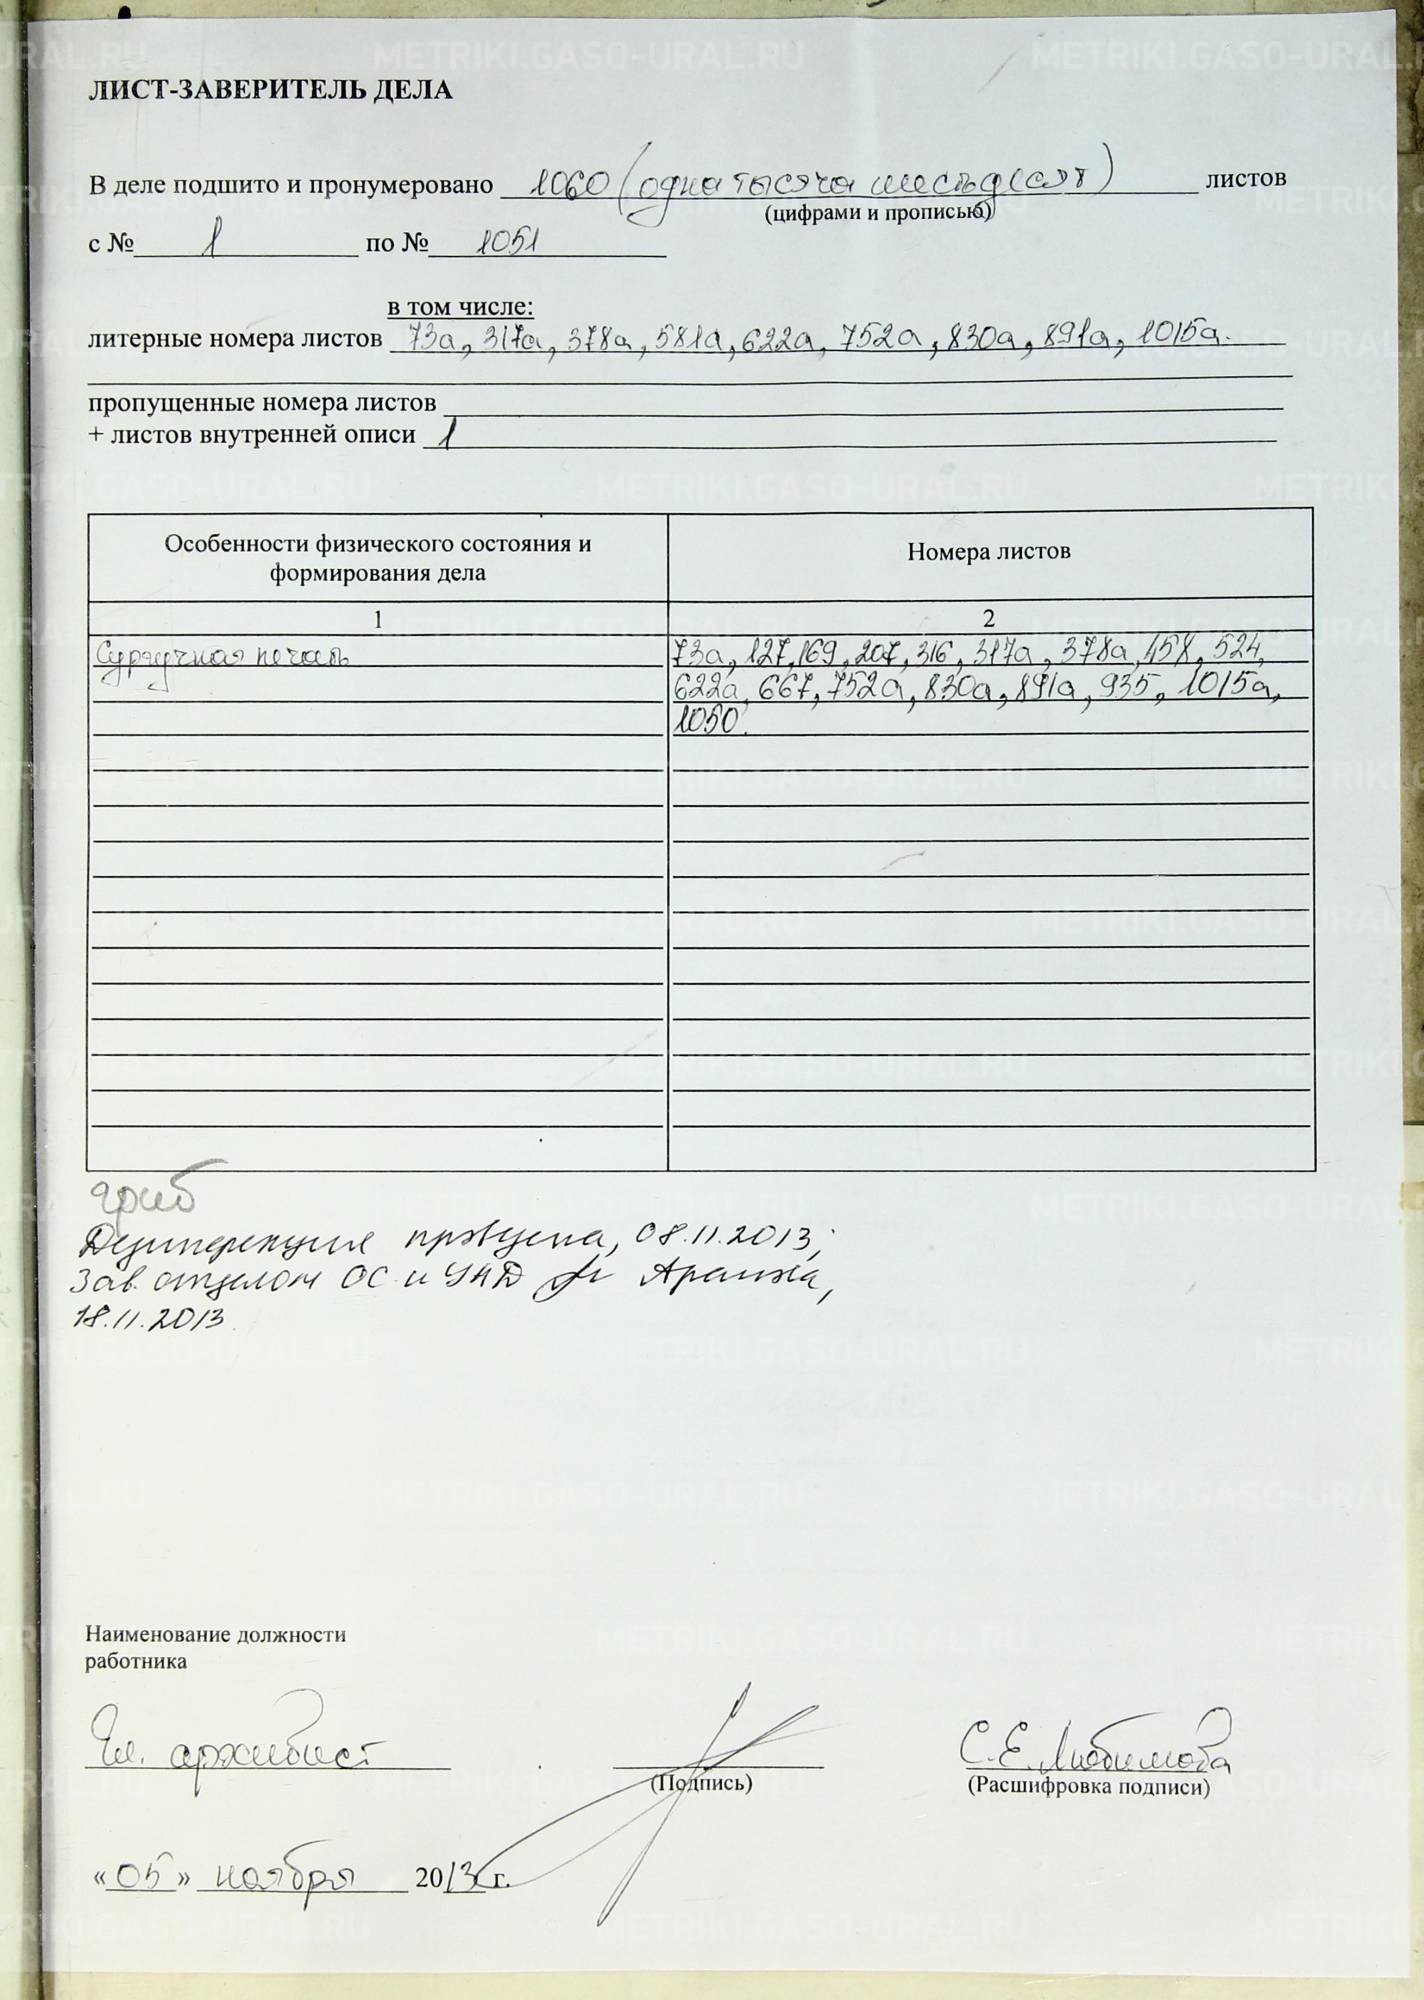 ЛИСТ-ЗАВЕРИТЕЛЬ ДЕЛА
В деле подшито и пронумеровано 1060 (одна тысяча шестьдесят) листов
(цифрами и прописью)
с № 1 по № 1051
в том числе:
литерные номера листов 73а, 317а, 378а, 581а, 622а, 752а, 830а, 891а, 1015а.
пропущенные номера листов
+ листов внутренней описи 1
Особенности физического состояния и
формирования дела
Номера листов
1 2
Сургучная печать 73а, 127, 169, 207, 316, 317а, 378а, 458, 524,
622а, 667, 752а, 830а, 891а, 935, 1015а,
1050.
гриб
Дезинфекция проведена, 08.11.2013;
Зав. отделом ОС и УАД
18.11.2013
Наименование должности
работника
Гл. архивист С.Е. Любимова
(Подпись) (Расшифровка подписи)
«05» ноября 2013 г.
METRIKI.GASO-URAL.RU